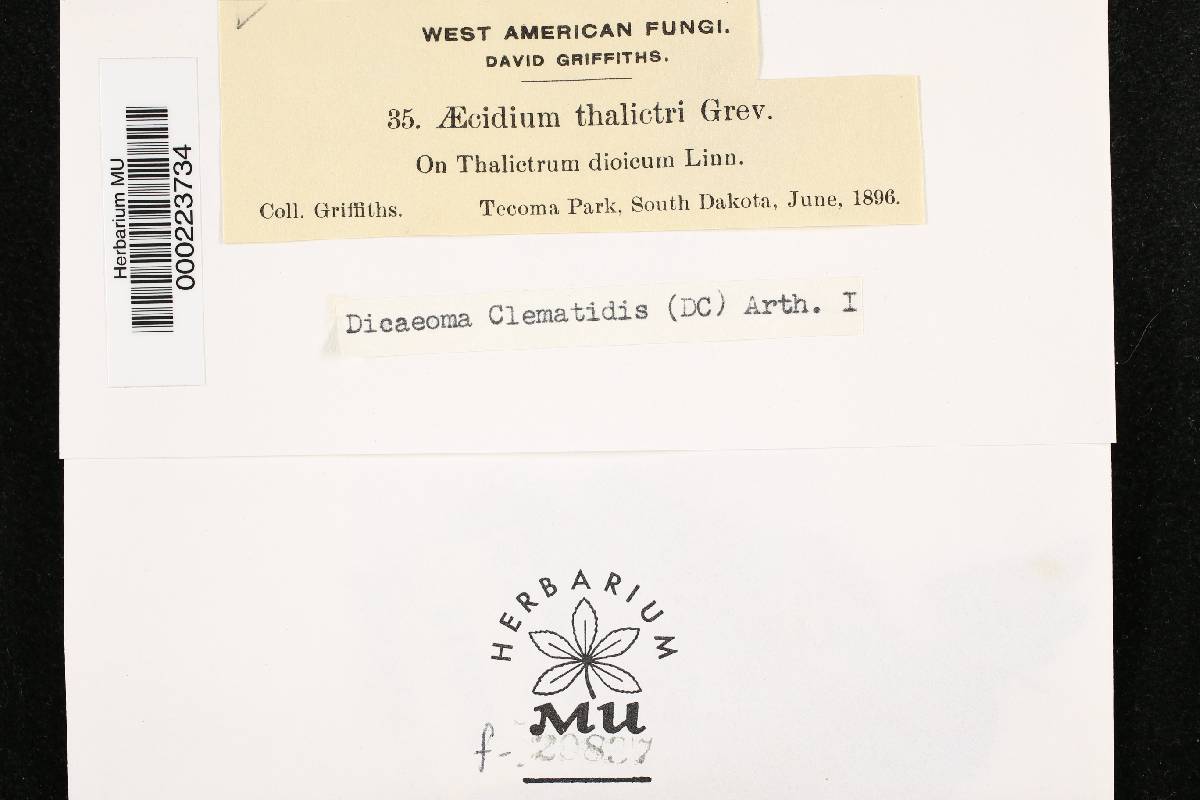 WEST AMERICAN FUNGI.
DAVID GRIFFITHS.
35. Æcidium thalictri Grev.
On Thalictrum dioicum Linn.
Coll. Griffiths. Tecoma Park, South Dakota, June, 1896.
Herbarium MU
000223734
Dicaeoma Clematidis (DC) Arth. I
HERBARIUM
MU
f-